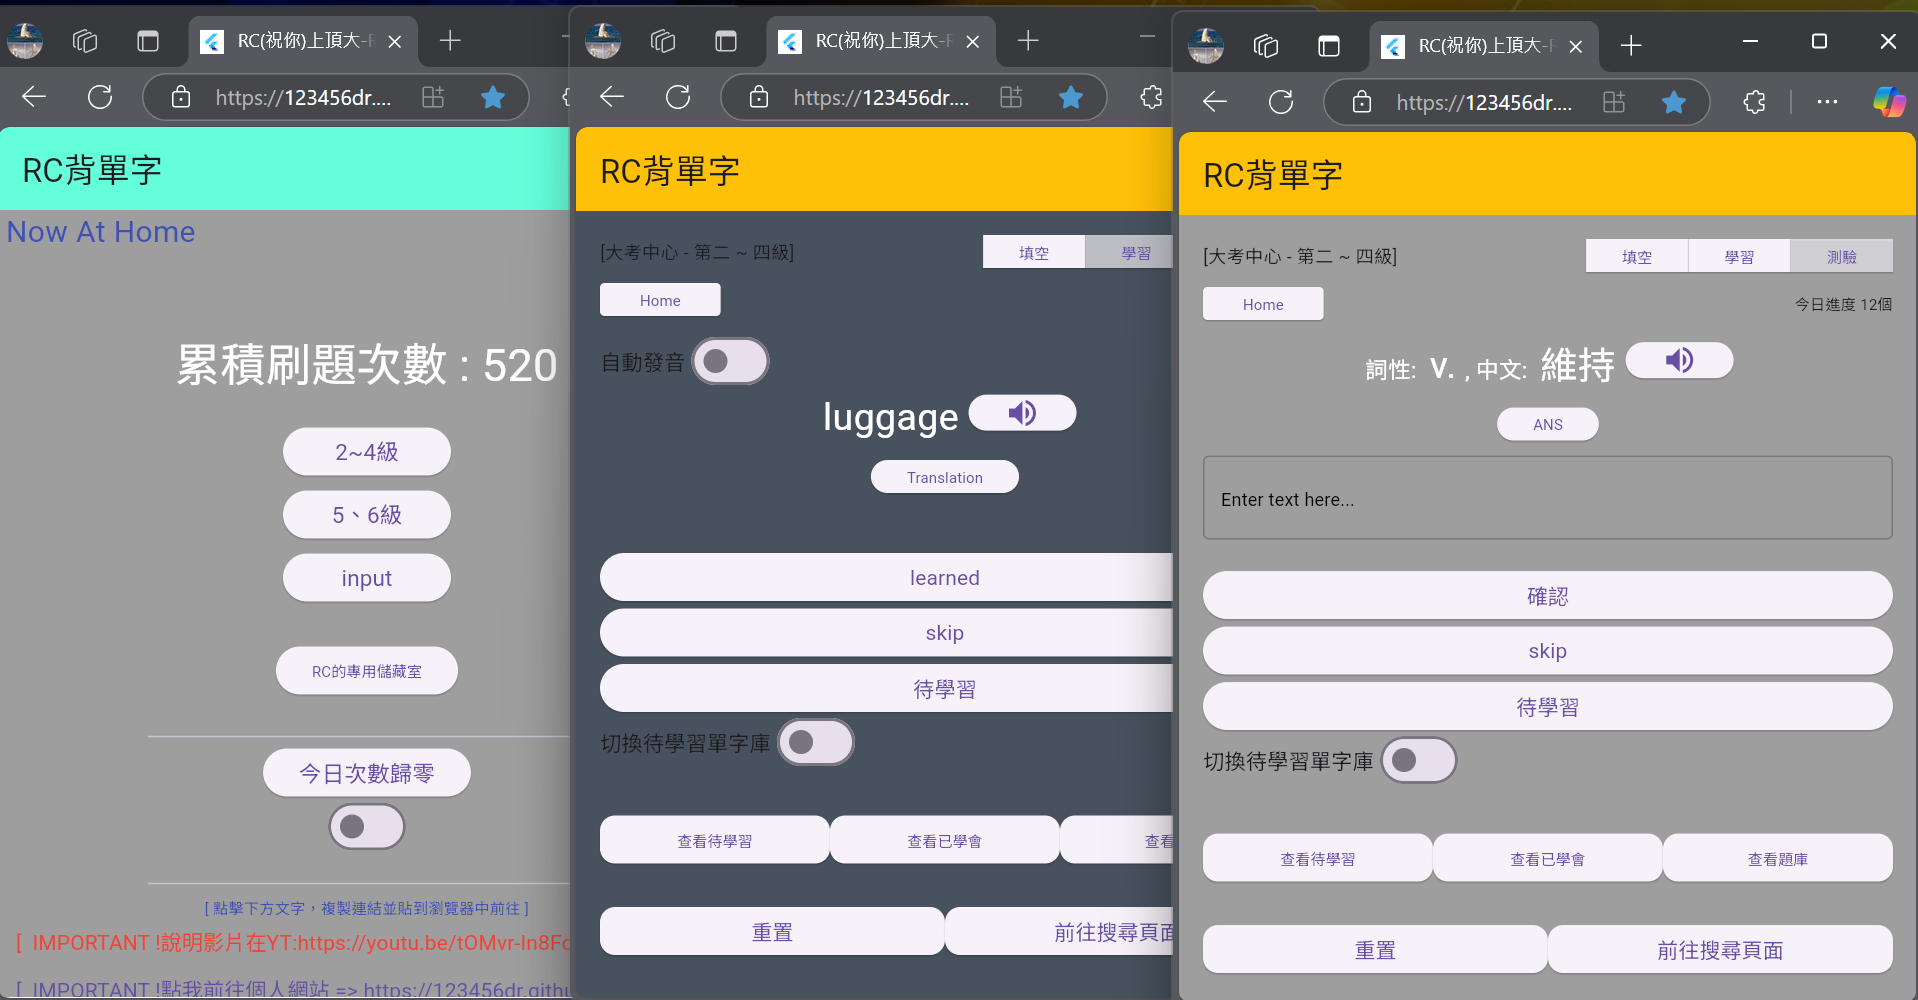 RC(祝你)上頂大-R
https://123456dr....
RC背單字
Now At Home
累積刷題次數 : 520
2~4級
5、6級
input
RC的專用儲藏室
今日次數歸零
[ 點擊下方文字，複製連結並貼到瀏覽器中前往 ]
[ IMPORTANT !說明影片在YT:https://youtu.be/tOMvr-In8Fc
[ IMPORTANT !點我前往個人網站 => https://123456dr.githu
RC(祝你)上頂大-R
https://123456dr....
RC背單字
[大考中心 - 第二 ~ 四級]
填空
學習
Home
自動發音
luggage
Translation
learned
skip
待學習
切換待學習單字庫
查看待學習
查看已學會
查看
重置
前往搜尋頁面
RC(祝你)上頂大-R
https://123456dr....
RC背單字
[大考中心 - 第二 ~ 四級]
填空
學習
測驗
Home
今日進度 12個
詞性: V. , 中文: 維持
ANS
Enter text here...
確認
skip
待學習
切換待學習單字庫
查看待學習
查看已學會
查看題庫
重置
前往搜尋頁面